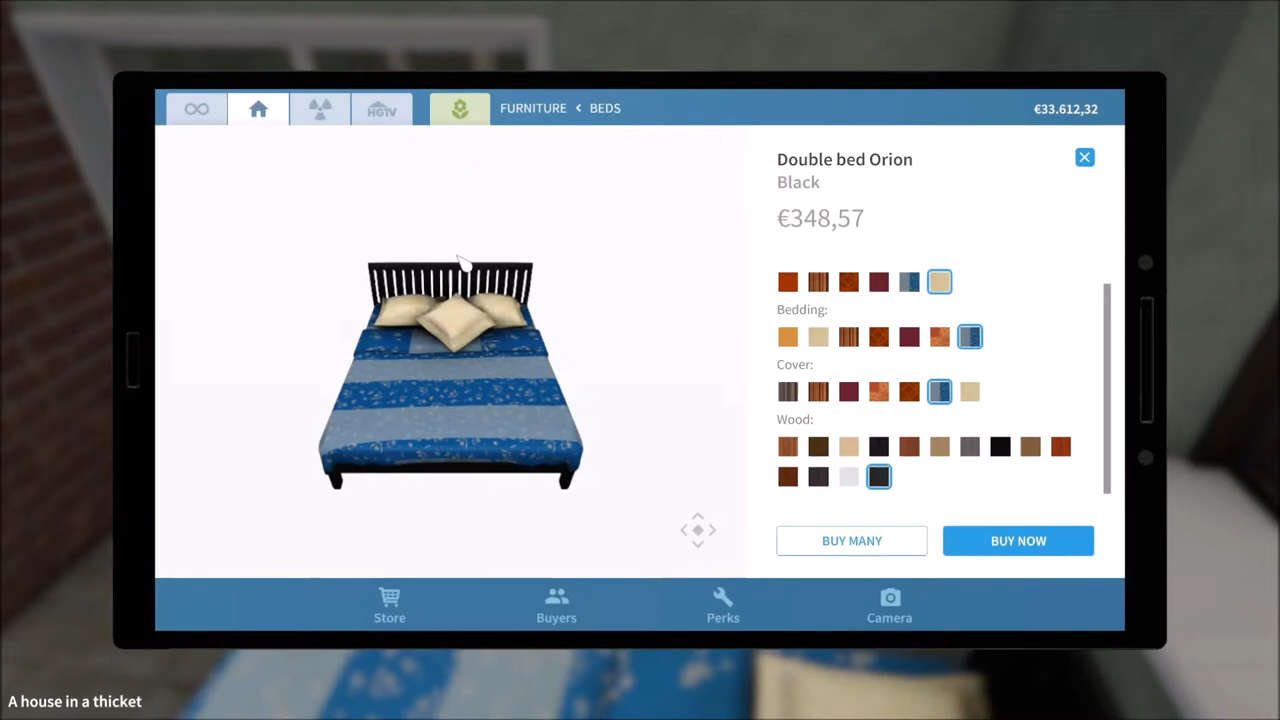 HGTV
FURNITURE < BEDS
€33.612,32
Double bed Orion
Black
€348,57
Bedding:
Cover:
Wood:
BUY MANY
BUY NOW
Store
Buyers
Perks
Camera
A house in a thicket